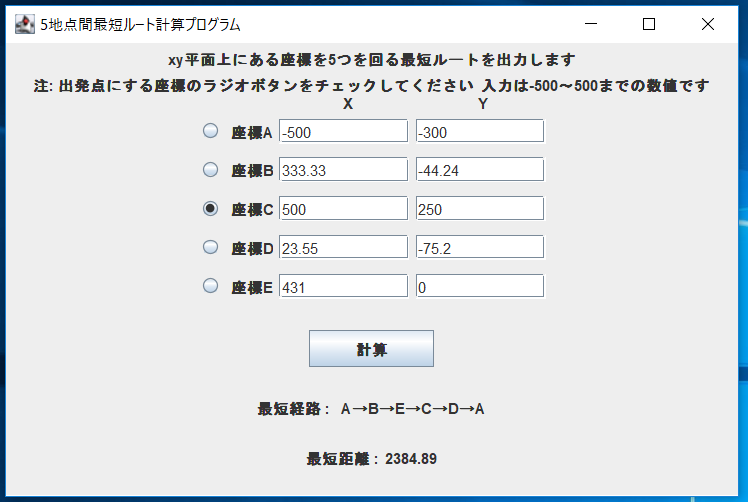 5地点間最短ルート計算プログラム
xy平面上にある座標を5つを回る最短ルートを出力します
注: 出発点にする座標のラジオボタンをチェックしてください 入力は-500～500までの数値です
X Y
座標A -500 -300
座標B 333.33 -44.24
座標C 500 250
座標D 23.55 -75.2
座標E 431 0
計算
最短経路： A→B→E→C→D→A
最短距離：2384.89